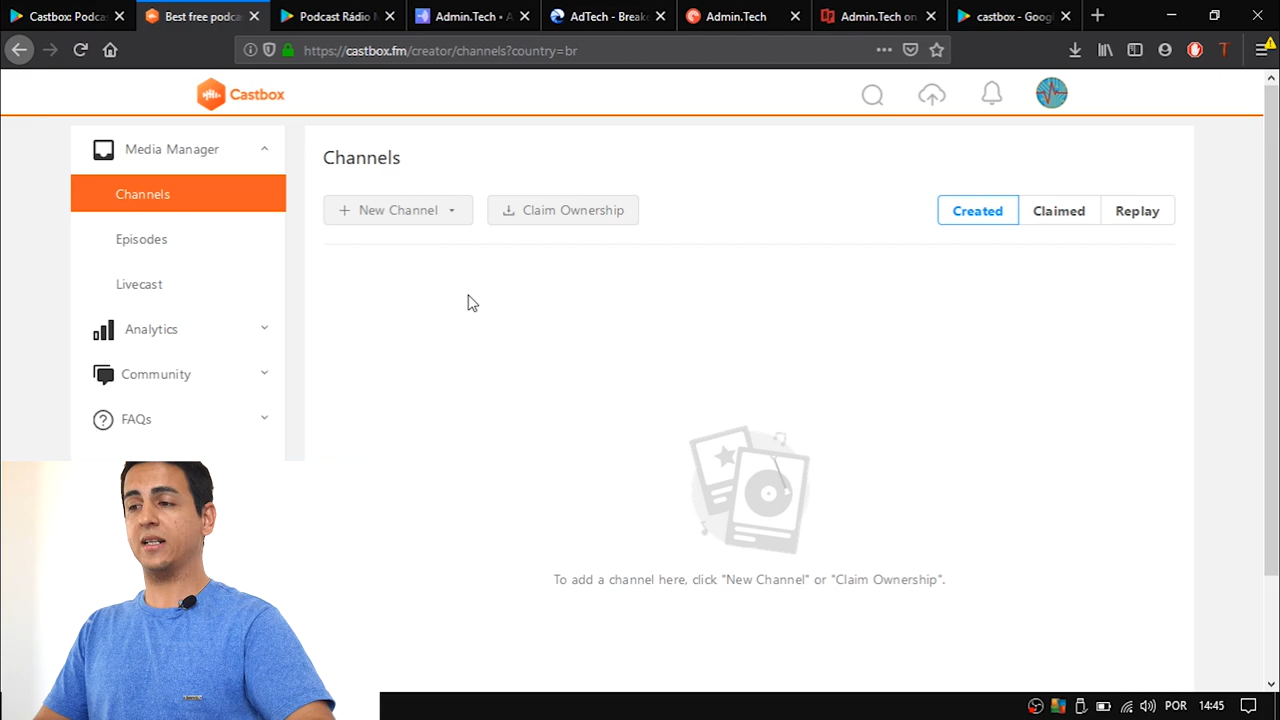 Castbox Podca
Best free podca
Podcast Rádio M
Admin.Tech • A
AdTech - Breake
Admin.Tech
Admin.Tech on
castbox - Goog
https://castbox.fm/creator/channels?country=br
Castbox
Media Manager
Channels
Episodes
Livecast
Analytics
Community
FAQs
Channels
New Channel
Claim Ownership
Created
Claimed
Replay
To add a channel here, click "New Channel" or "Claim Ownership".
POR
14:45